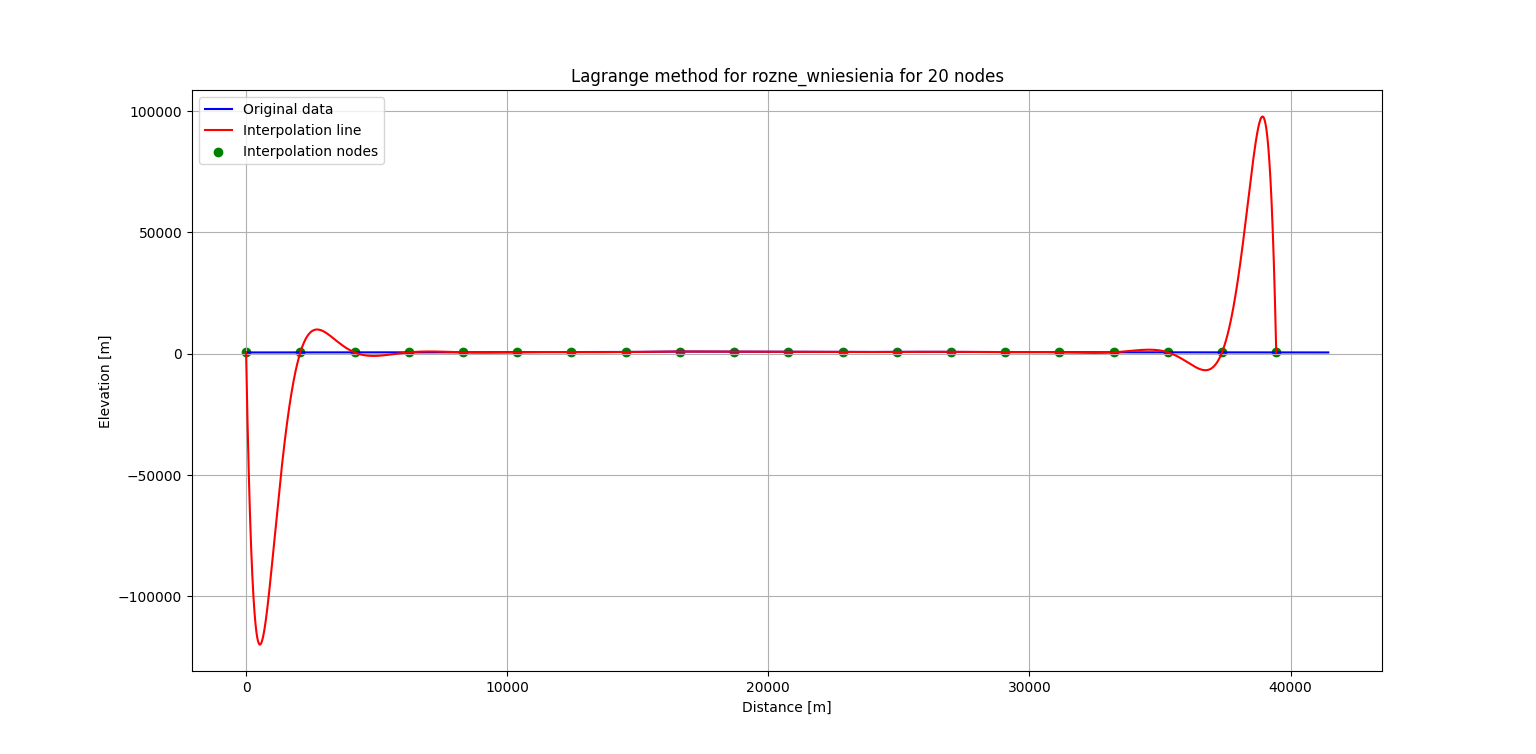 Lagrange method for rozne_wniesienia for 20 nodes
Original data
Interpolation line
Interpolation nodes
100000
50000
0
−50000
−100000
Elevation [m]
0
10000
20000
30000
40000
Distance [m]